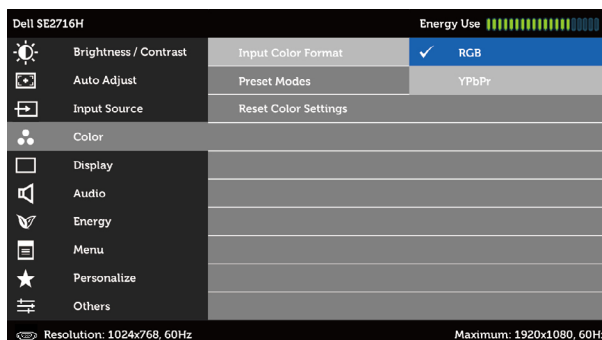 Dell SE2716H Energy Use
Brightness / Contrast Input Color Format RGB
Auto Adjust Preset Modes YPbPr
Input Source Reset Color Settings
Color
Display
Audio
Energy
Menu
Personalize
Others
Resolution: 1024x768, 60Hz Maximum: 1920x1080, 60Hz